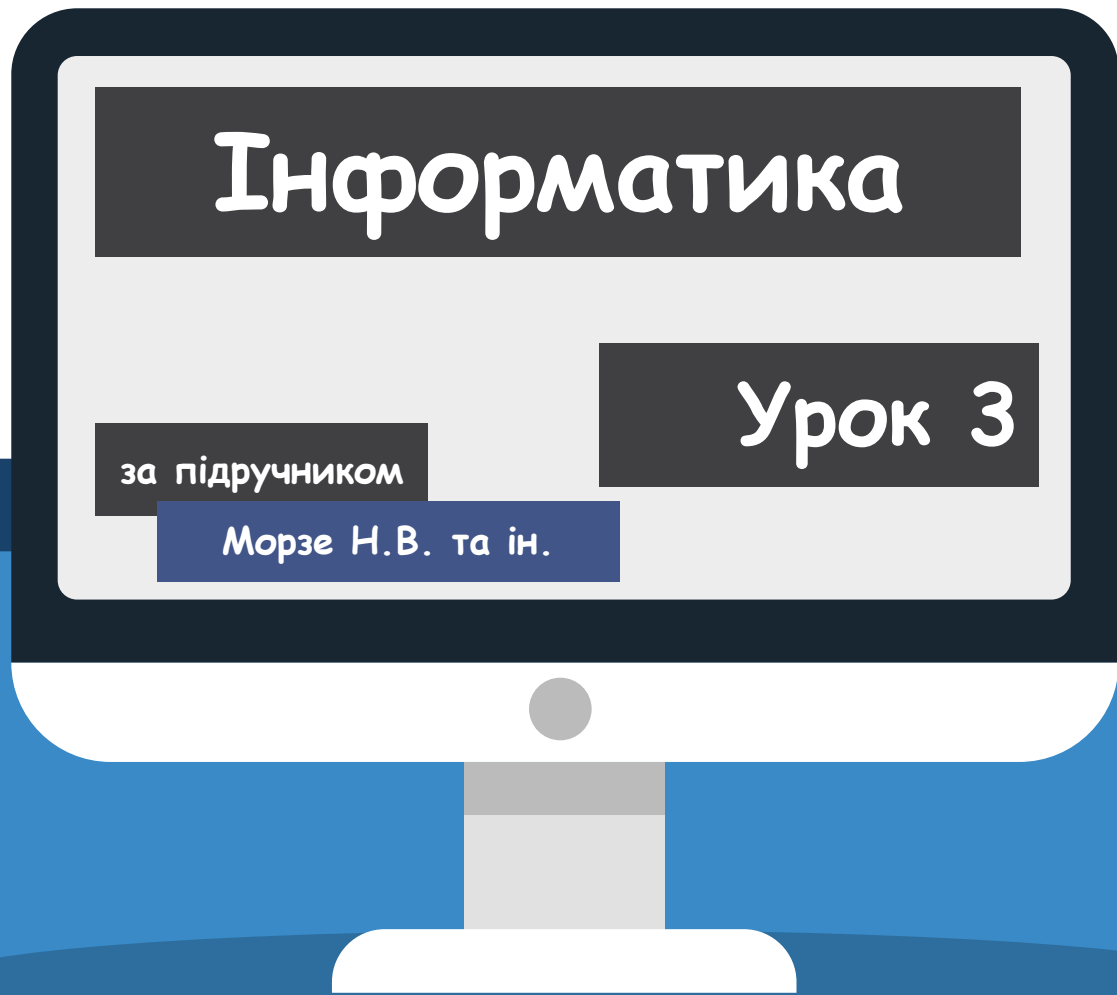 Інформатика
Урок 3
за підручником
Морзе Н.В. та ін.